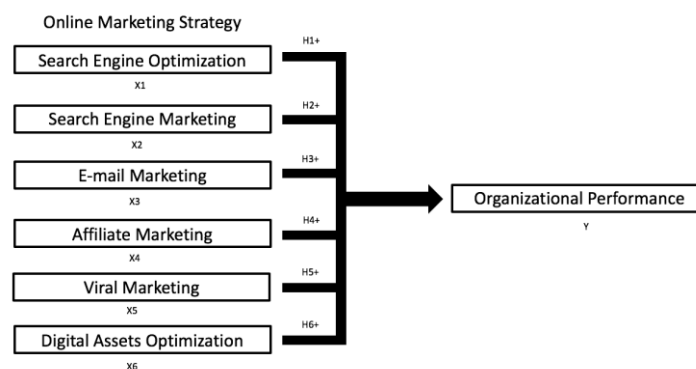 Online Marketing Strategy
H1+
Search Engine Optimization
X1
H2+
Search Engine Marketing
X2
H3+
E-mail Marketing
X3
Organizational Performance
Y
H4+
Affiliate Marketing
X4
H5+
Viral Marketing
X5
H6+
Digital Assets Optimization
X6